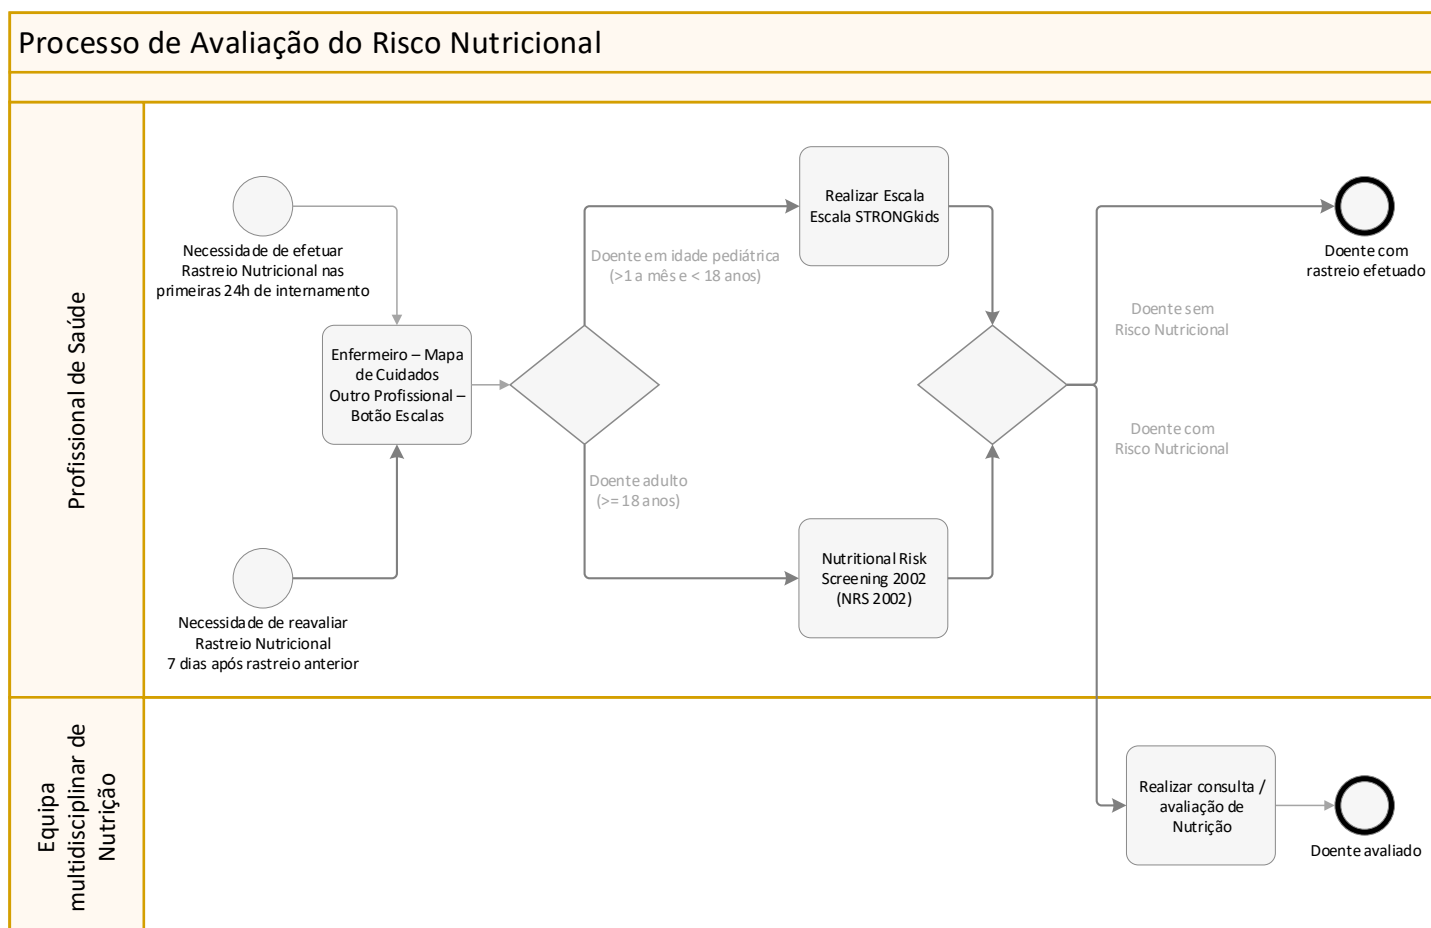 Processo de Avaliação do Risco Nutricional
Profissional de Saúde
Necessidade de efetuar
Rastreio Nutricional nas
primeiras 24h de internamento
Enfermeiro – Mapa
de Cuidados
Outro Profissional –
Botão Escalas
Necessidade de reavaliar
Rastreio Nutricional
7 dias após rastreio anterior
Doente em idade pediátrica
(>1 a mês e < 18 anos)
Doente adulto
(>= 18 anos)
Realizar Escala
Escala STRONGkids
Nutritional Risk
Screening 2002
(NRS 2002)
Doente sem
Risco Nutricional
Doente com
Risco Nutricional
Doente com
rastreio efetuado
Equipa
multidisciplinar de
Nutrição
Realizar consulta /
avaliação de
Nutrição
Doente avaliado